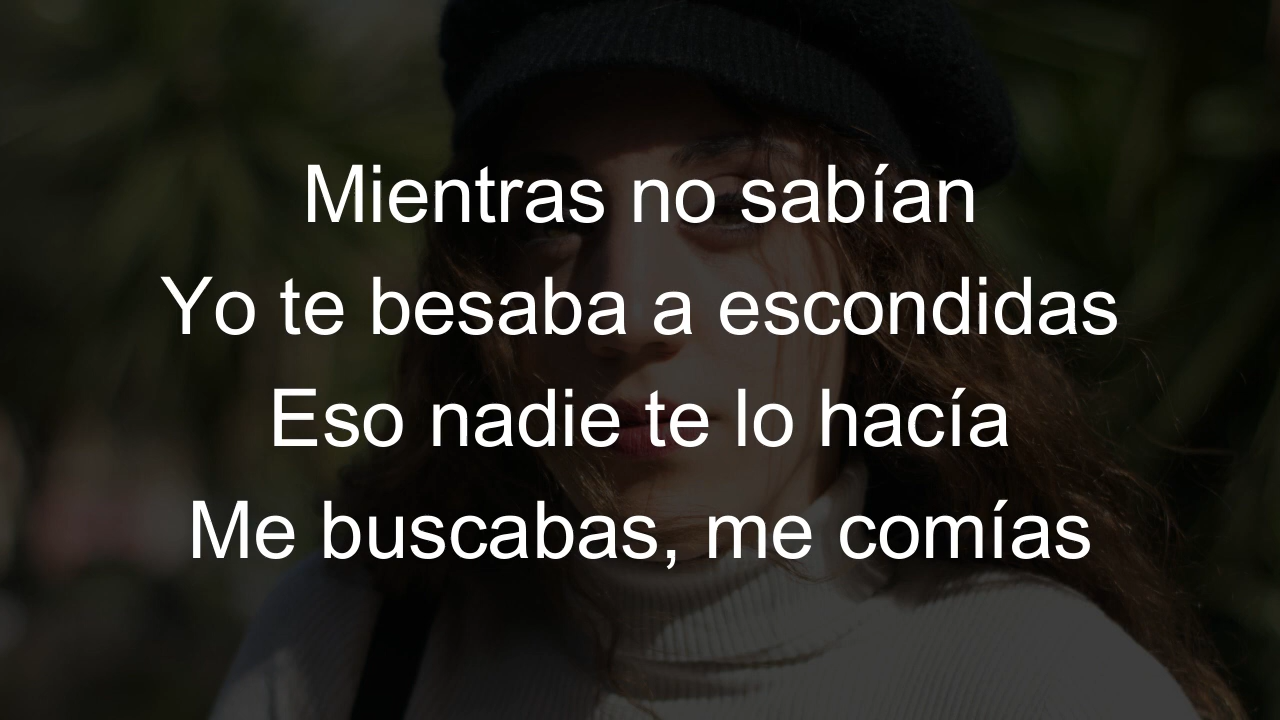 Mientras no sabían
Yo te besaba a escondidas
Eso nadie te lo hacía
Me buscabas, me comías